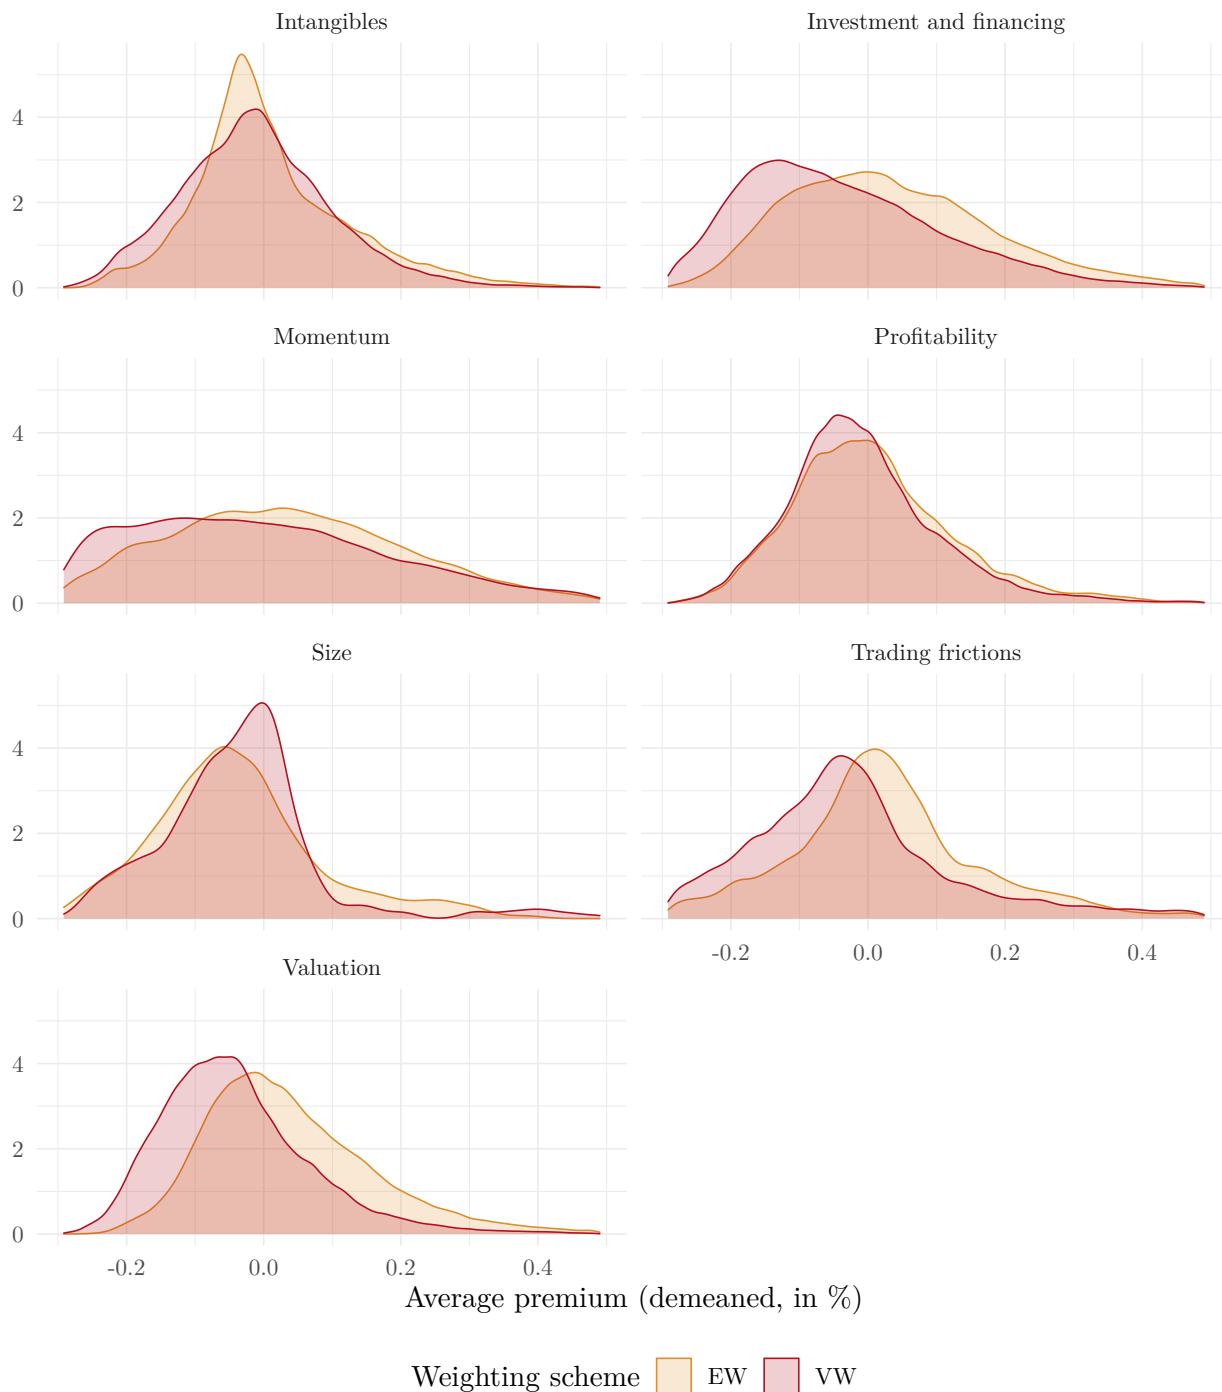 Intangibles
Investment and financing
4
2
0
Momentum
Profitability
4
2
0
Size
Trading frictions
4
2
0
-0.2 0.0 0.2 0.4
Valuation
4
2
0
-0.2 0.0 0.2 0.4
Average premium (demeaned, in %)
Weighting scheme EW VW